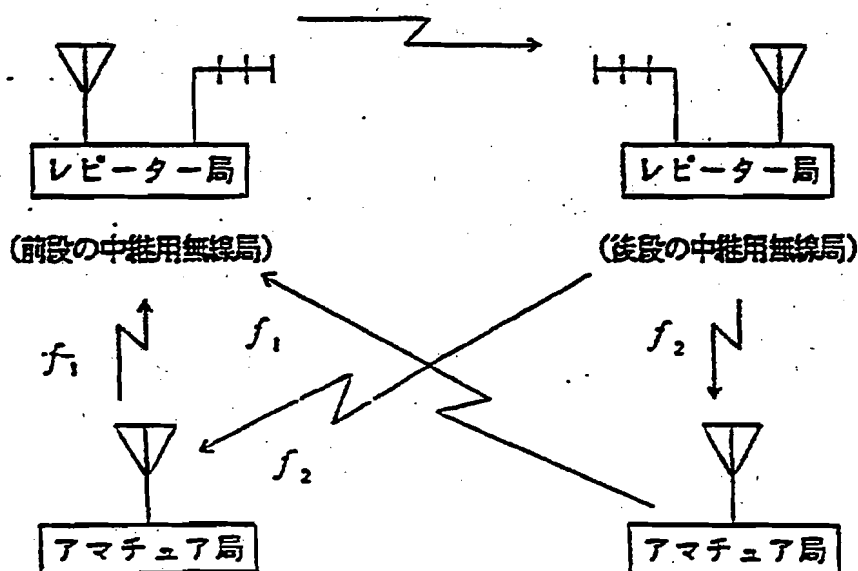 レピーター局
レピーター局
(前段の中継用無線局)
(後段の中継用無線局)
f₁
f₁
f₂
f₂
アマチュア局
アマチュア局